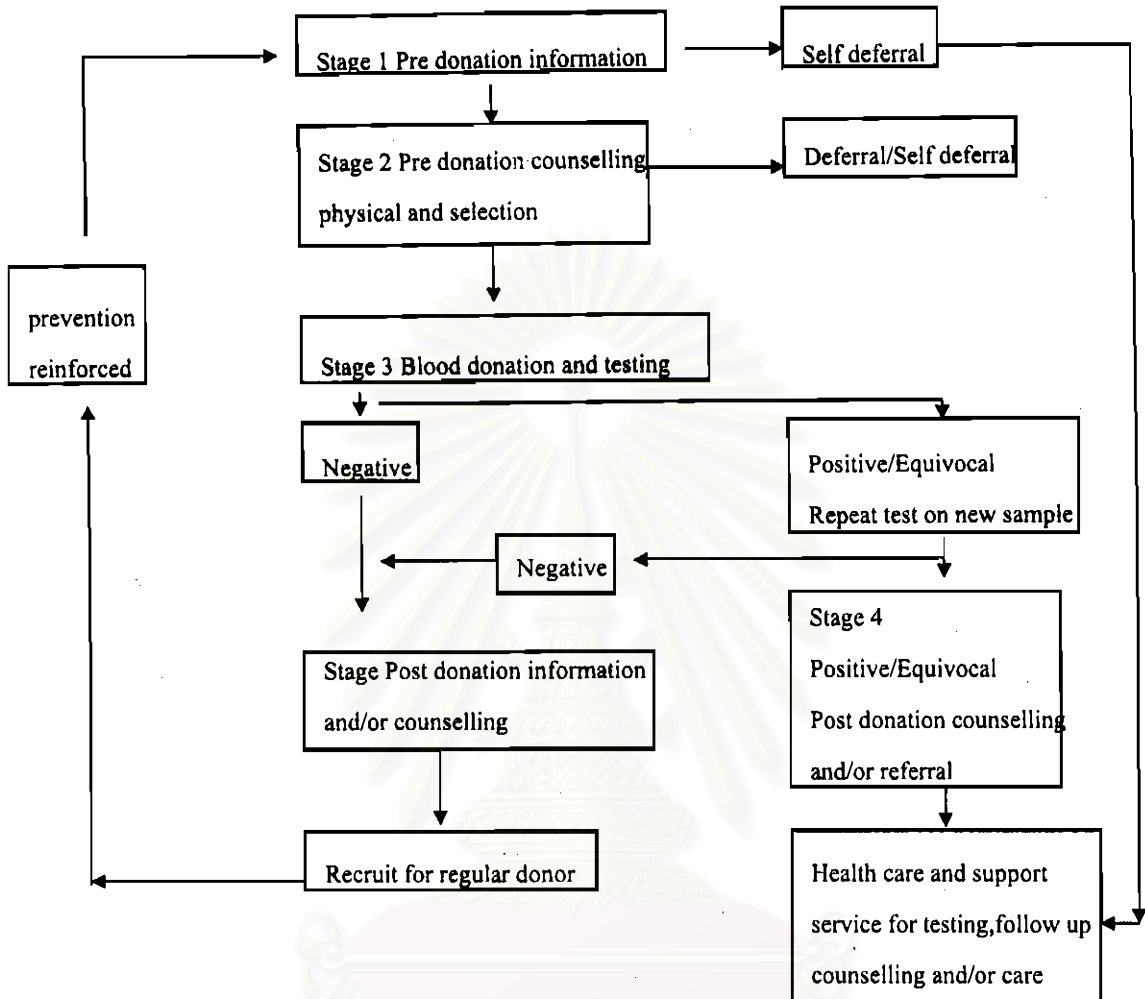 Stage 1 Pre donation information
Self deferral
Stage 2 Pre donation counselling
physical and selection
Deferral/Self deferral
prevention
reinforced
Stage 3 Blood donation and testing
Negative
Positive/Equivocal
Repeat test on new sample
Negative
Stage 4
Positive/Equivocal
Post donation counselling
and/or referral
Stage Post donation information
and/or counselling
Recruit for regular donor
Health care and support
service for testing,follow up
counselling and/or care